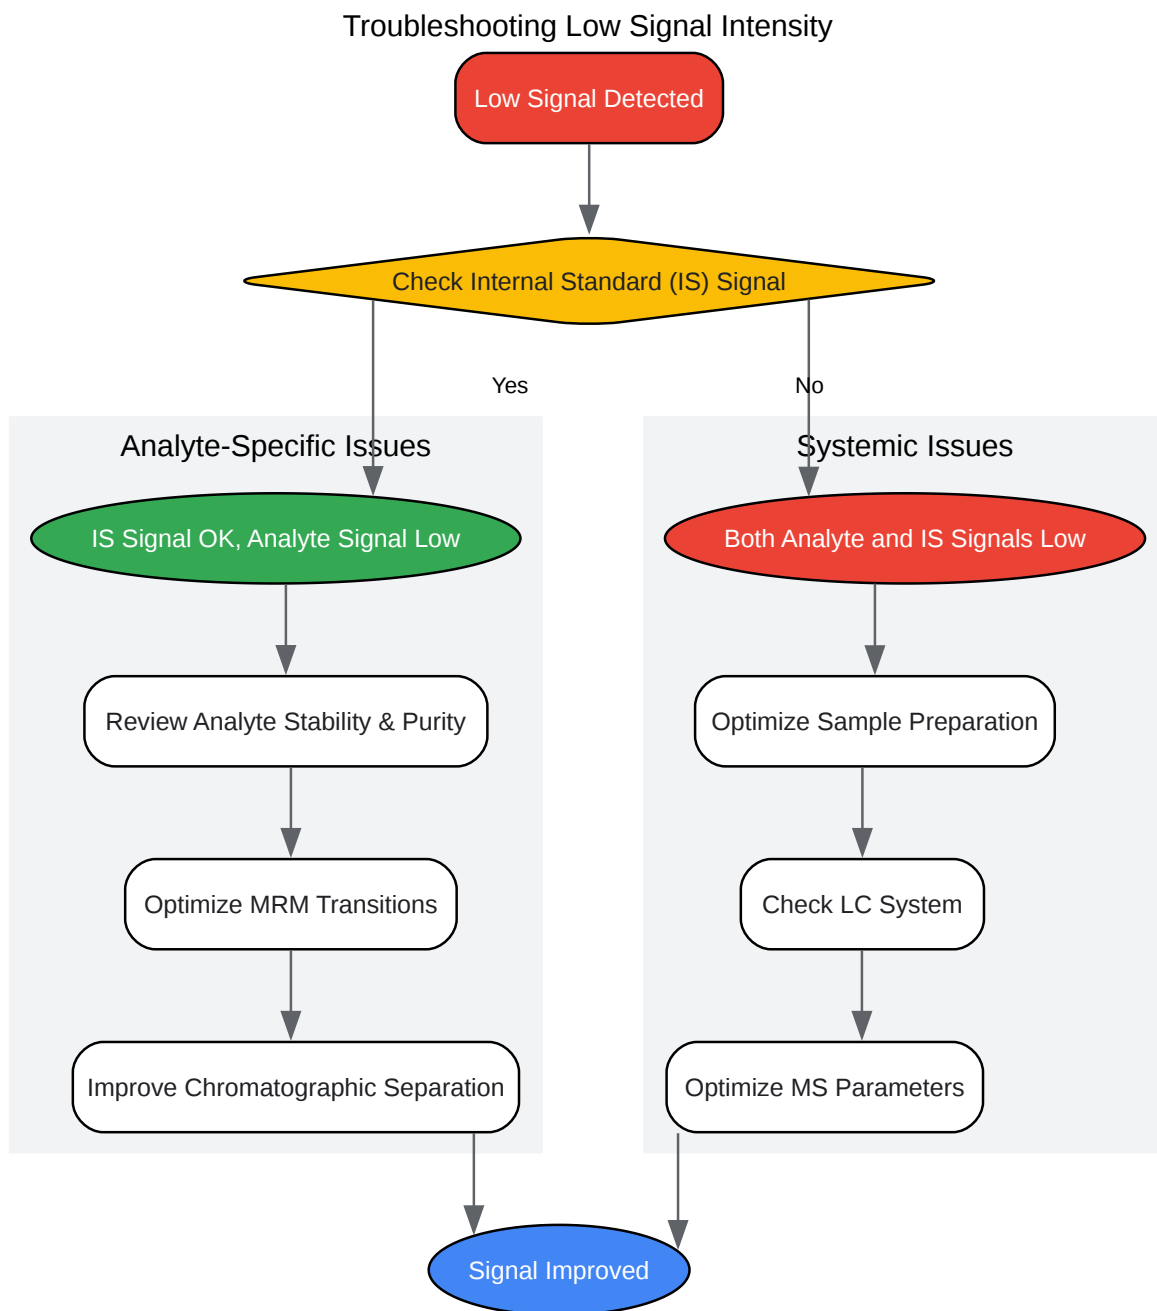 Troubleshooting Low Signal Intensity
Low Signal Detected
Check Internal Standard (IS) Signal
Yes
No
Analyte-Specific Issues
Systemic Issues
IS Signal OK, Analyte Signal Low
Both Analyte and IS Signals Low
Review Analyte Stability & Purity
Optimize Sample Preparation
Optimize MRM Transitions
Check LC System
Improve Chromatographic Separation
Optimize MS Parameters
Signal Improved